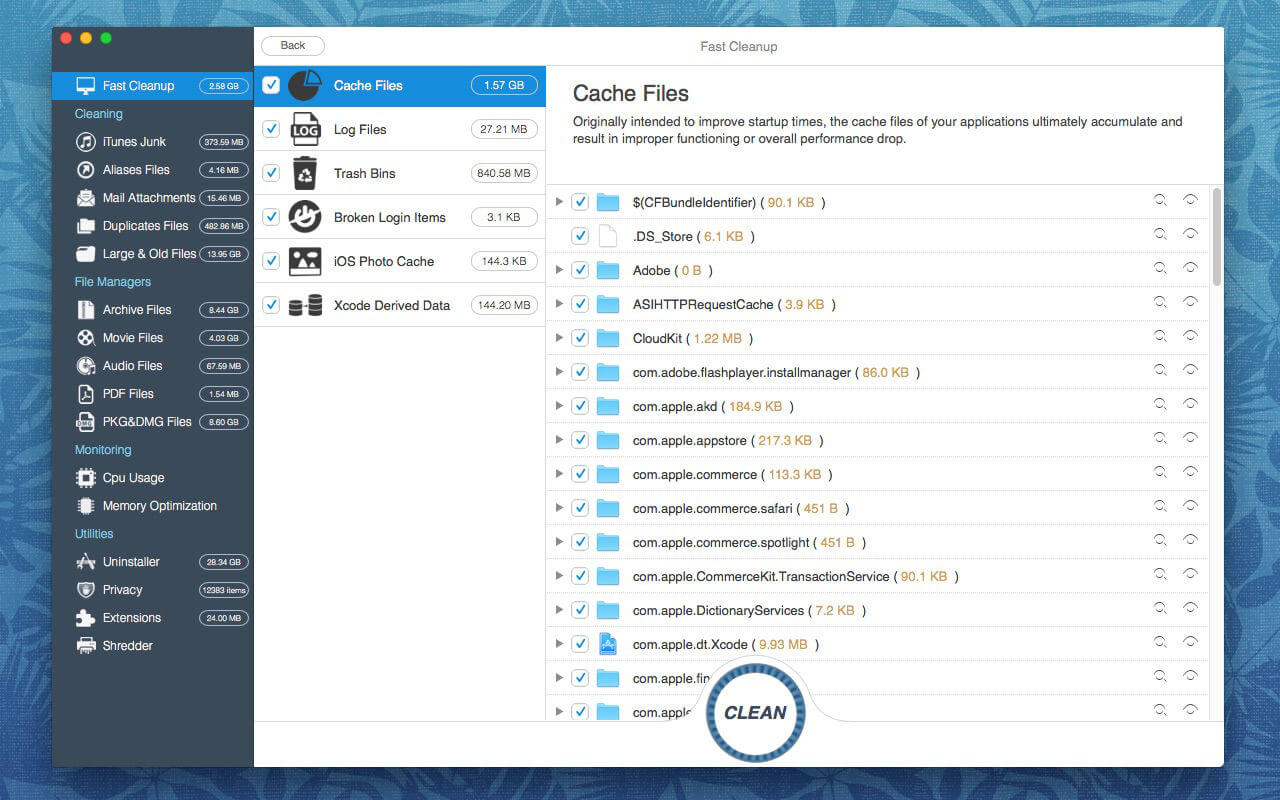 Back
Fast Cleanup
Fast Cleanup 2.58 GB
Cleaning
iTunes Junk 373.59 MB
Aliases Files 4.16 MB
Mail Attachments 15.46 MB
Duplicates Files 482.86 MB
Large & Old Files 13.95 GB
File Managers
Archive Files 8.44 GB
Movie Files 4.03 GB
Audio Files 67.59 MB
PDF Files 1.54 MB
PKG&DMG Files 8.60 GB
Monitoring
Cpu Usage
Memory Optimization
Utilities
Uninstaller 28.34 GB
Privacy 12383 items
Extensions 24.00 MB
Shredder
Cache Files 1.57 GB
LOG Log Files 27.21 MB
Trash Bins 840.58 MB
Broken Login Items 3.1 KB
iOS Photo Cache 144.3 KB
Xcode Derived Data 144.20 MB
Cache Files
Originally intended to improve startup times, the cache files of your applications ultimately accumulate and
result in improper functioning or overall performance drop.
$(CFBundleIdentifier) ( 90.1 KB )
.DS_Store ( 6.1 KB )
Adobe ( 0 B )
ASIHTTPRequestCache ( 3.9 KB )
CloudKit ( 1.22 MB )
com.adobe.flashplayer.installmanager ( 86.0 KB )
com.apple.akd ( 184.9 KB )
com.apple.appstore ( 217.3 KB )
com.apple.commerce ( 113.3 KB )
com.apple.commerce.safari ( 451 B )
com.apple.commerce.spotlight ( 451 B )
com.apple.CommerceKit.TransactionService ( 90.1 KB )
com.apple.DictionaryServices ( 7.2 KB )
com.apple.dt.Xcode ( 9.93 MB )
com.apple.fin
com.apple
CLEAN